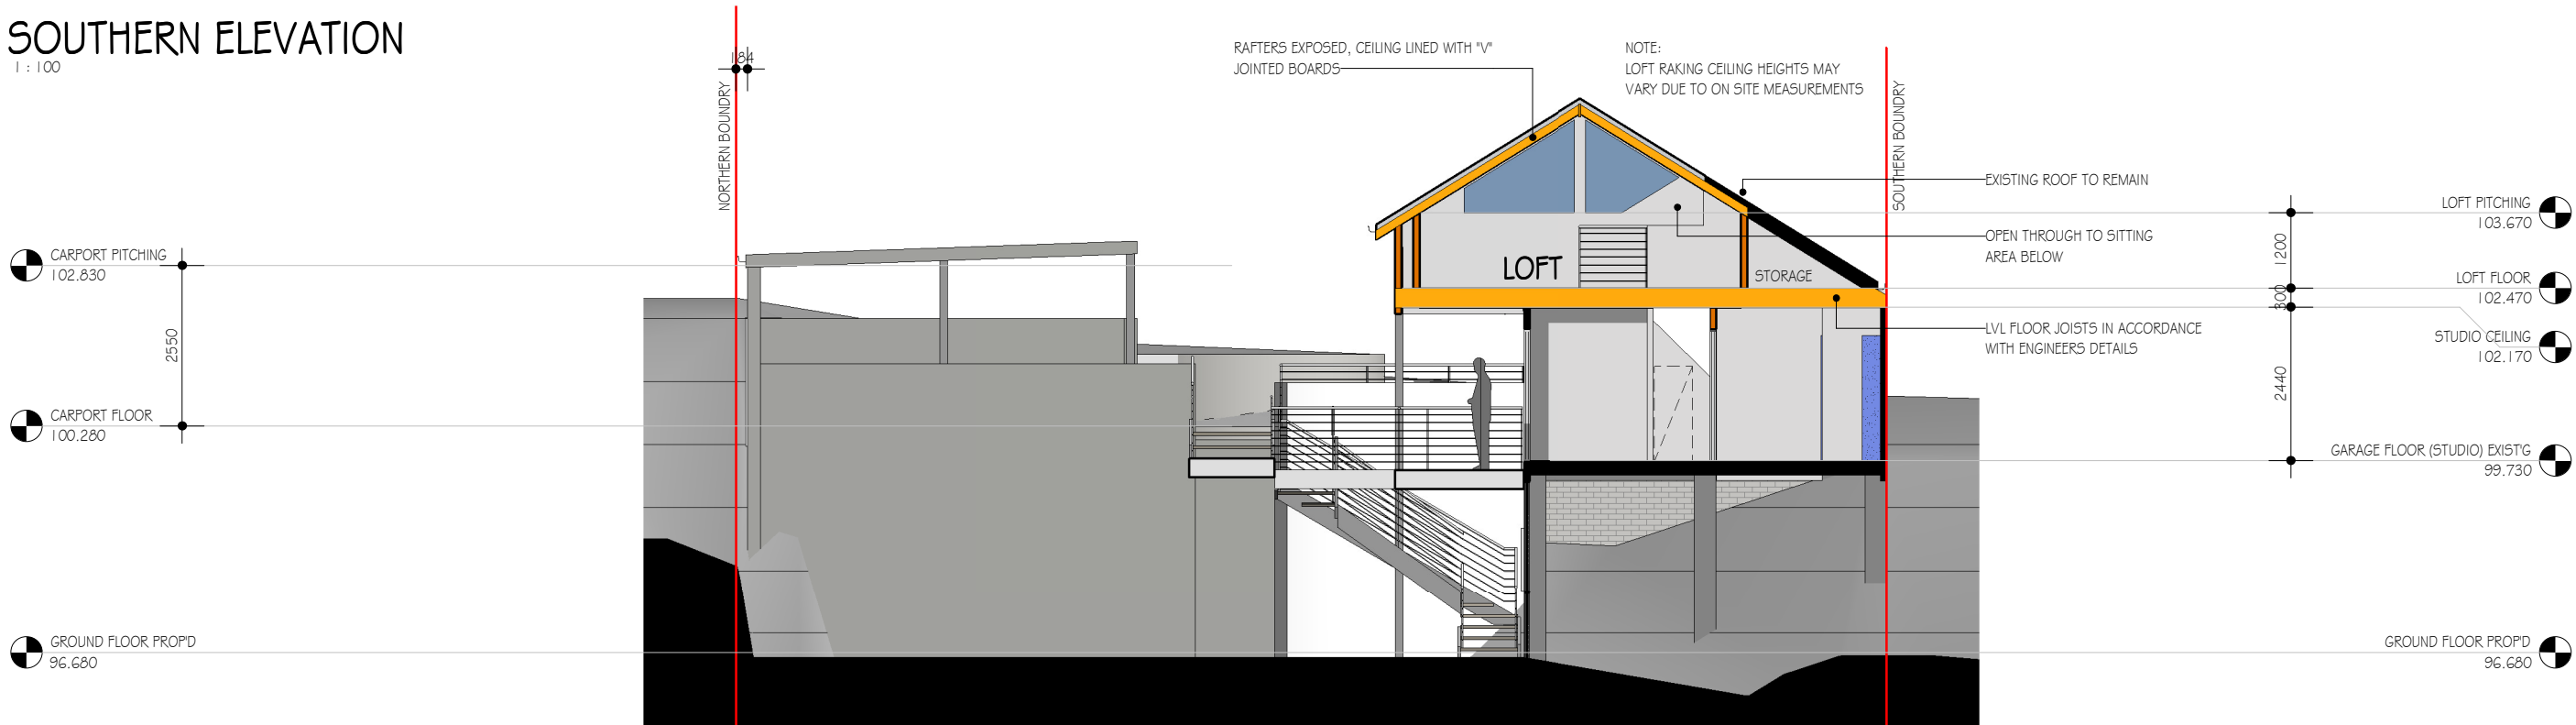 SOUTHERN ELEVATION
1 : 100
184
NORTHERN BOUNDRY
RAFTERS EXPOSED, CEILING LINED WITH "V"
JOINTED BOARDS
NOTE:
LOFT RAKING CEILING HEIGHTS MAY
VARY DUE TO ON SITE MEASUREMENTS
SOUTHERN BOUNDRY
EXISTING ROOF TO REMAIN
OPEN THROUGH TO SITTING
AREA BELOW
LOFT
STORAGE
LVL FLOOR JOISTS IN ACCORDANCE
WITH ENGINEERS DETAILS
CARPORT PITCHING
102.830
2550
CARPORT FLOOR
100.280
GROUND FLOOR PROP'D
96.680
LOFT PITCHING
103.670
1200
LOFT FLOOR
102.470
300
STUDIO CEILING
102.170
2440
GARAGE FLOOR (STUDIO) EXIST'G
99.730
GROUND FLOOR PROP'D
96.680